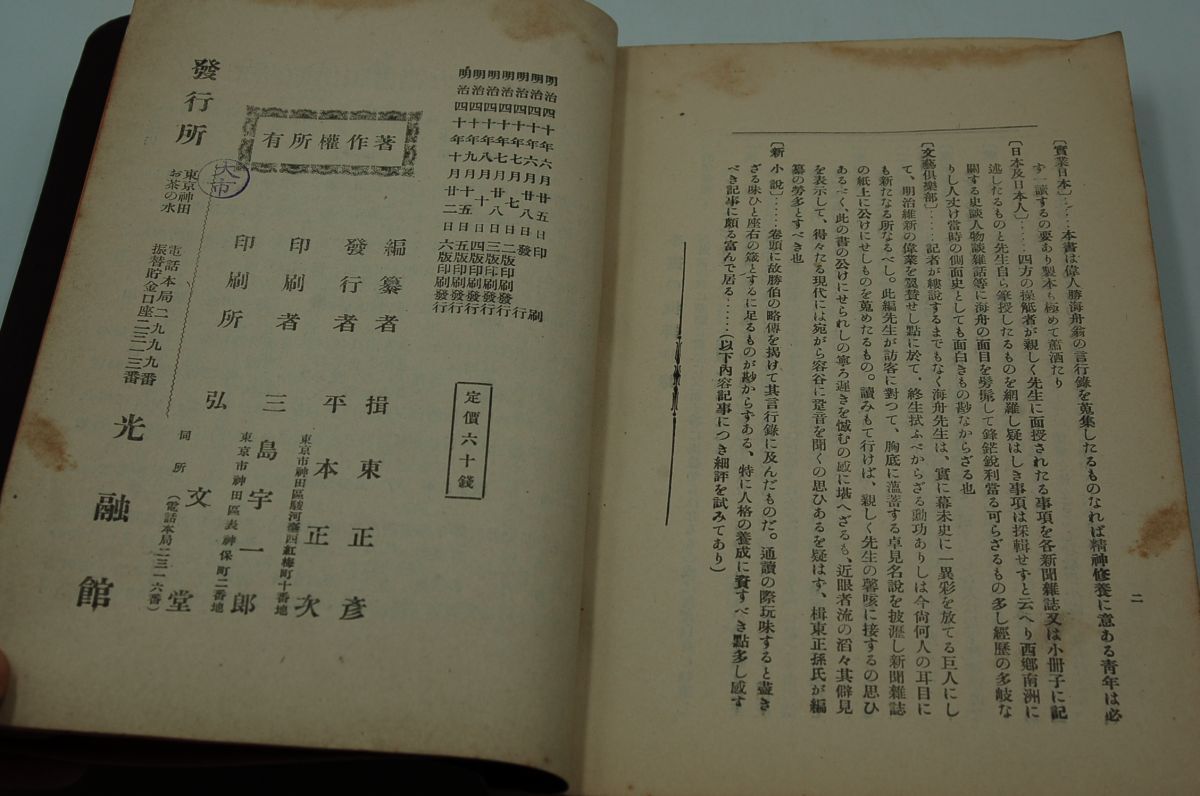 二
〔實業日本〕……本書は偉人勝海舟翁の言行錄を蒐集したるものなれば精神修養に意ある靑年は必
す一讀するの要あり製本も極めて瀟洒たり
〔日本及日本人〕……四方の操觚者が親しく先生に面授されたる事項を各新聞雜誌又は小冊子に記
述したるものと先生自ら筆授したるものを網羅し疑はしき事項は採輯せすと云へり西鄕南洲に
關する史談人物談雜話等に海舟の面目を髣髴して鋒鋩銳利當る可らざるもの多し經歷の多岐な
りし人丈け當時の側面史としても面白きもの尠なからざる也
〔文藝俱樂部〕……記者が縷說するまでもなく海舟先生は、實に幕末史に一異彩を放てる巨人にし
て、明治維新の偉業を翼賛せし點に於て、終生拭ふべからざる勳功ありしは今尙何人の耳目に
も新たなる所なるべし。此編先生が訪客に對つて、胸底に薀蓄する卓見名說を披瀝し新聞雜誌
の紙上に公けにせしものを蒐めたるもの。讀みもて行けば、親しく先生の馨咳に接するの思ひ
あるべく、此の書の公けにせられしの寧ろ遲きを憾むの感に堪へざるも、近眼者流の滔々其僻見
を表示して、得々たる現代には宛がら容谷に跫音を聞くの思ひあるを疑はす、楫東正孫氏が編
纂の勞多とすべき也
〔新小說〕……卷頭に故勝伯の略傳を揭けて其言行錄に及んだものだ。通讀の際玩味すると盡き
ざる味ひと座右の箴とするに足るものが尠からずある、特に人格の養成に資すべき點多し感す
べき記事に頗る富んで居る……(以下內容記事につき細評を試みてあり)
明治四十年六月廿五日印刷
明治四十年六月廿八日發行
明治四十年七月七日二版印刷發行
明治四十年七月廿八日三版印刷發行
明治四十年八月十日四版印刷發行
明治四十年九月十五日五版印刷發行
明治四十年十月廿二日六版印刷發行
定價六十錢
著作權所有
編纂者 揖東正彥
東京市神田區駿河臺四紅梅町十番地
發行者 平本正次
東京市神田區表神保町二番地
印刷者 三島宇一郞
同所
印刷所 弘文堂
(電話本局二三一六番)
發行所
東京神田
お茶の水
電話本局二九九九番
振替貯金口座二三一三番
光融館